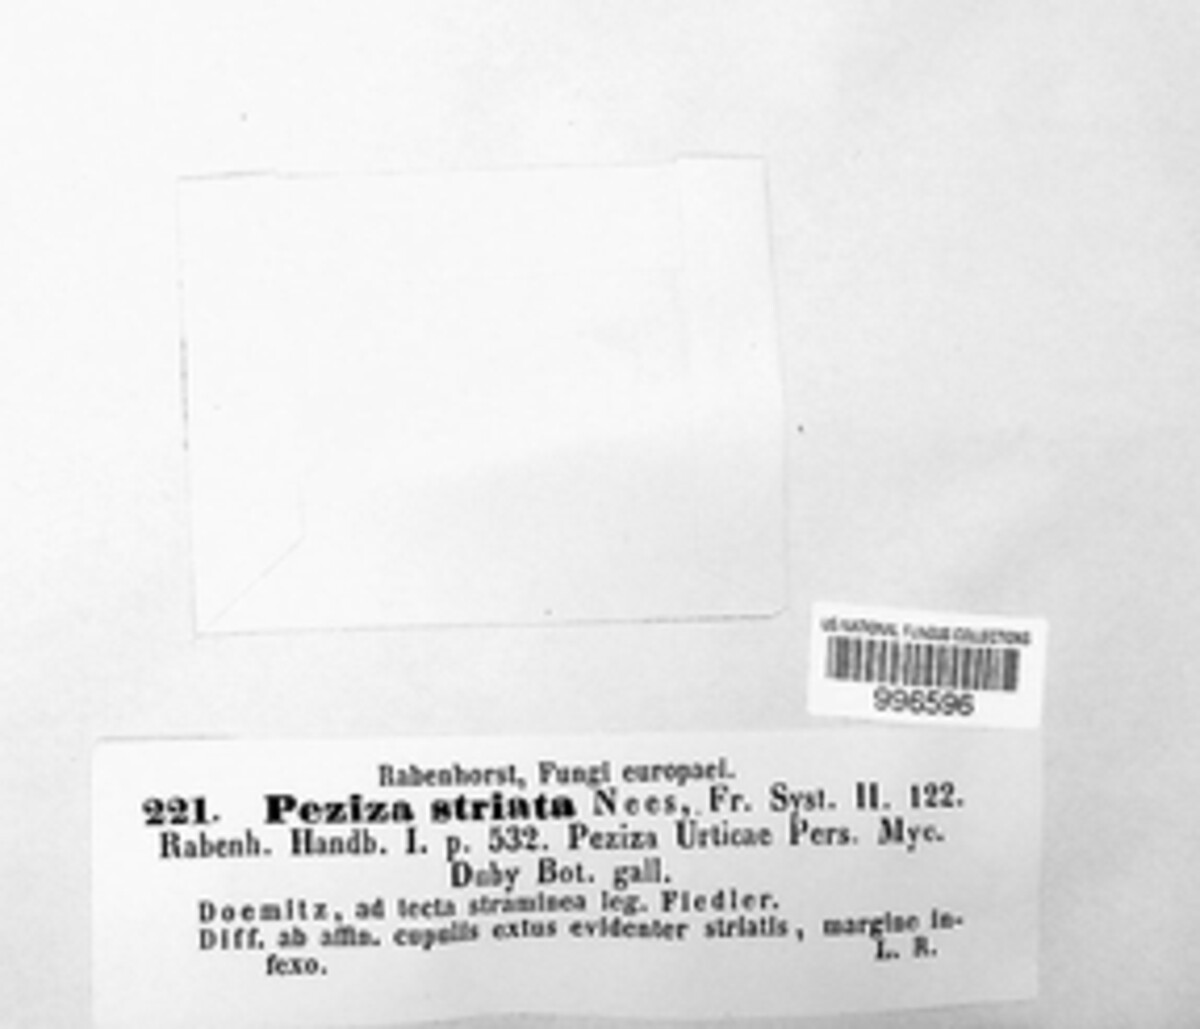 US NATIONAL FUNGUS COLLECTIONS
996596
Rabenhorst, Fungi europaei.
221. Peziza striata Nees, Fr. Syst. II. 122.
Rabenh. Handb. I. p. 532. Peziza Urticae Pers. Myc.
Duby Bot. gall.
Doemitz, ad tecta straminea leg. Fiedler.
Diff. ab affin. cupulis extus evidenter striatis, margine in-
fexo.
L. R.